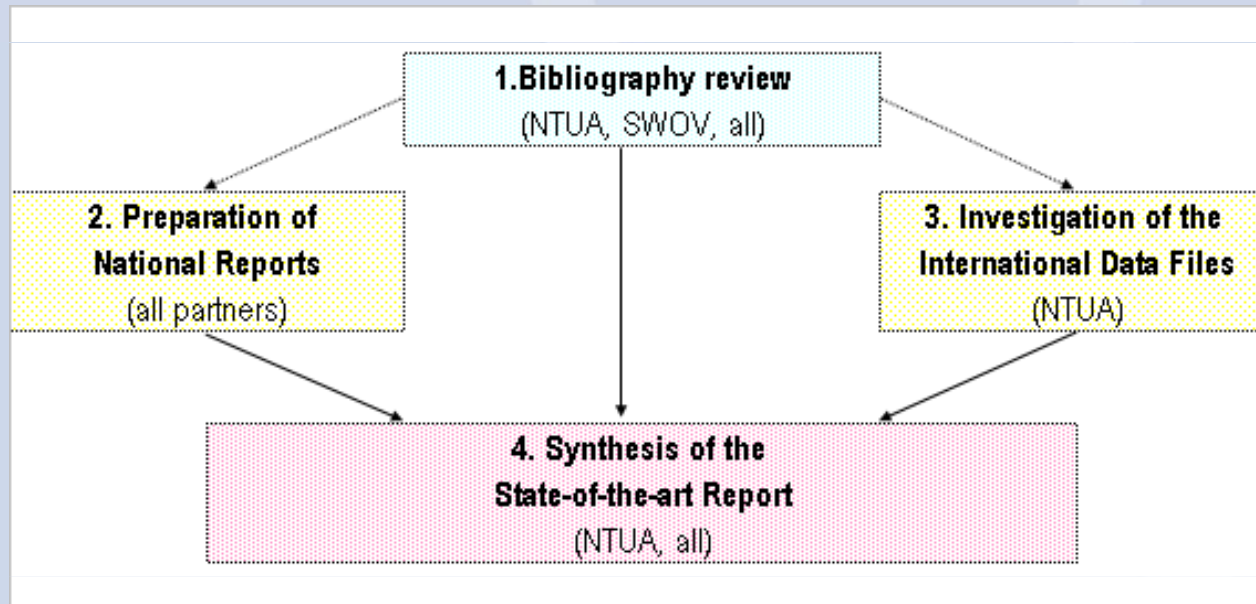 1.Bibliography review
(NTUA, SWOV, all)
2. Preparation of
National Reports
(all partners)
3. Investigation of the
International Data Files
(NTUA)
4. Synthesis of the
State-of-the-art Report
(NTUA, all)